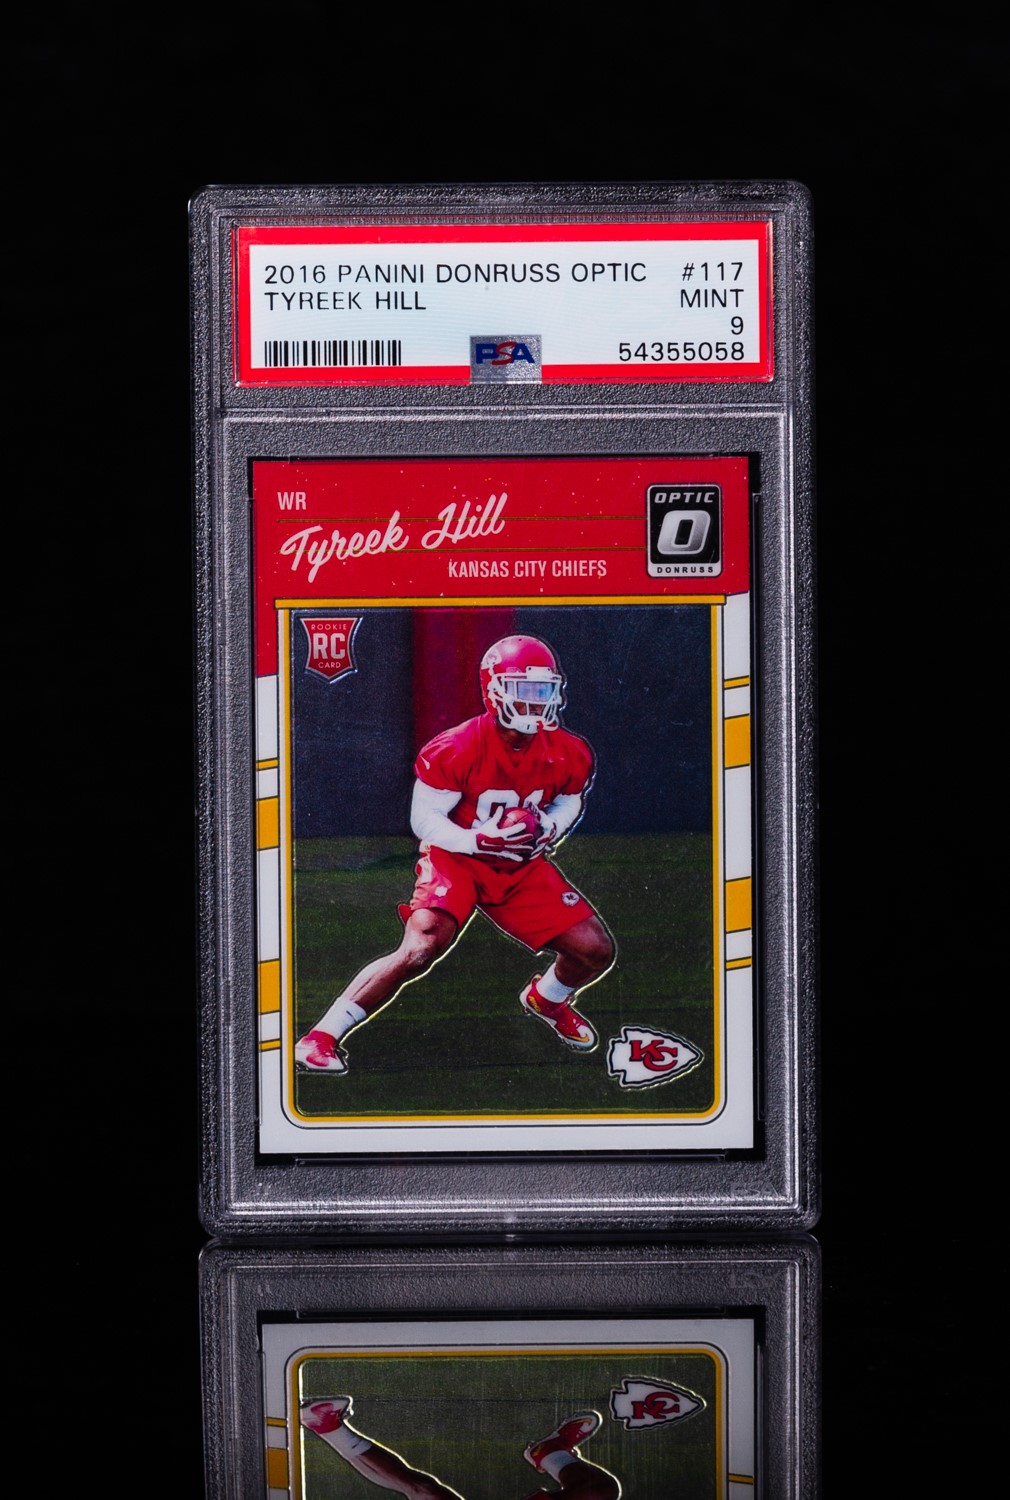 2016 PANINI DONRUSS OPTIC #117
TYREEK HILL MINT
9
PSA 54355058
WR
Tyreek Hill
KANSAS CITY CHIEFS
OPTIC
O
DONRUSS
ROOKIE
RC
CARD
KC